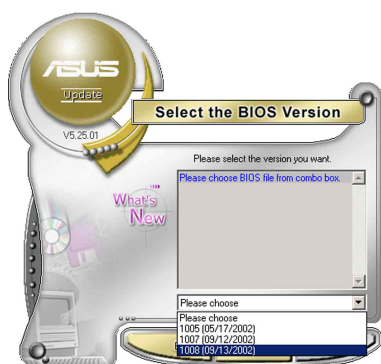 ASUS
Update
V5.25.01
Select the BIOS Version
Please select the version you want.
Please choose BIOS file from combo box.
What's
New
Please choose
Please choose
1005 (05/17/2002)
1007 (09/12/2002)
1008 (09/13/2002)